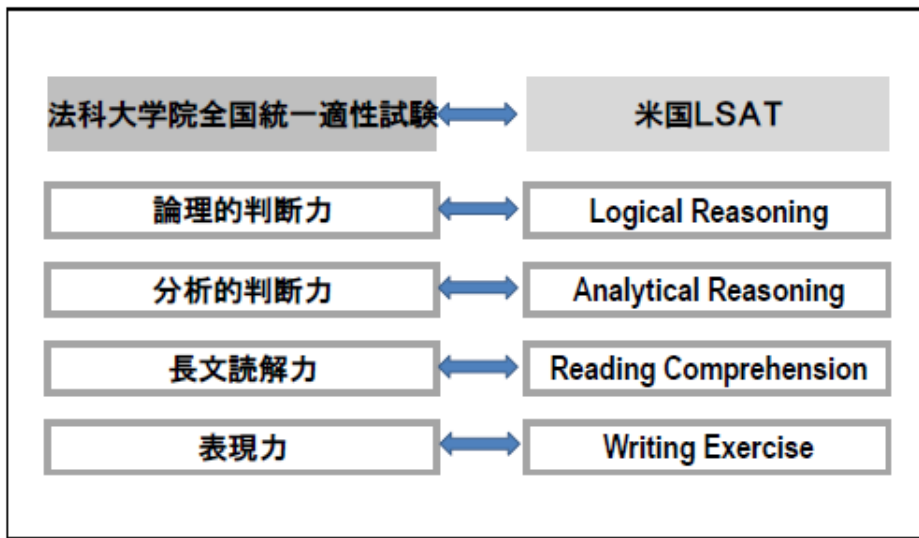 法科大学院全国統一適性試験
米国LSAT
論理的判断力
Logical Reasoning
分析的判断力
Analytical Reasoning
長文読解力
Reading Comprehension
表現力
Writing Exercise